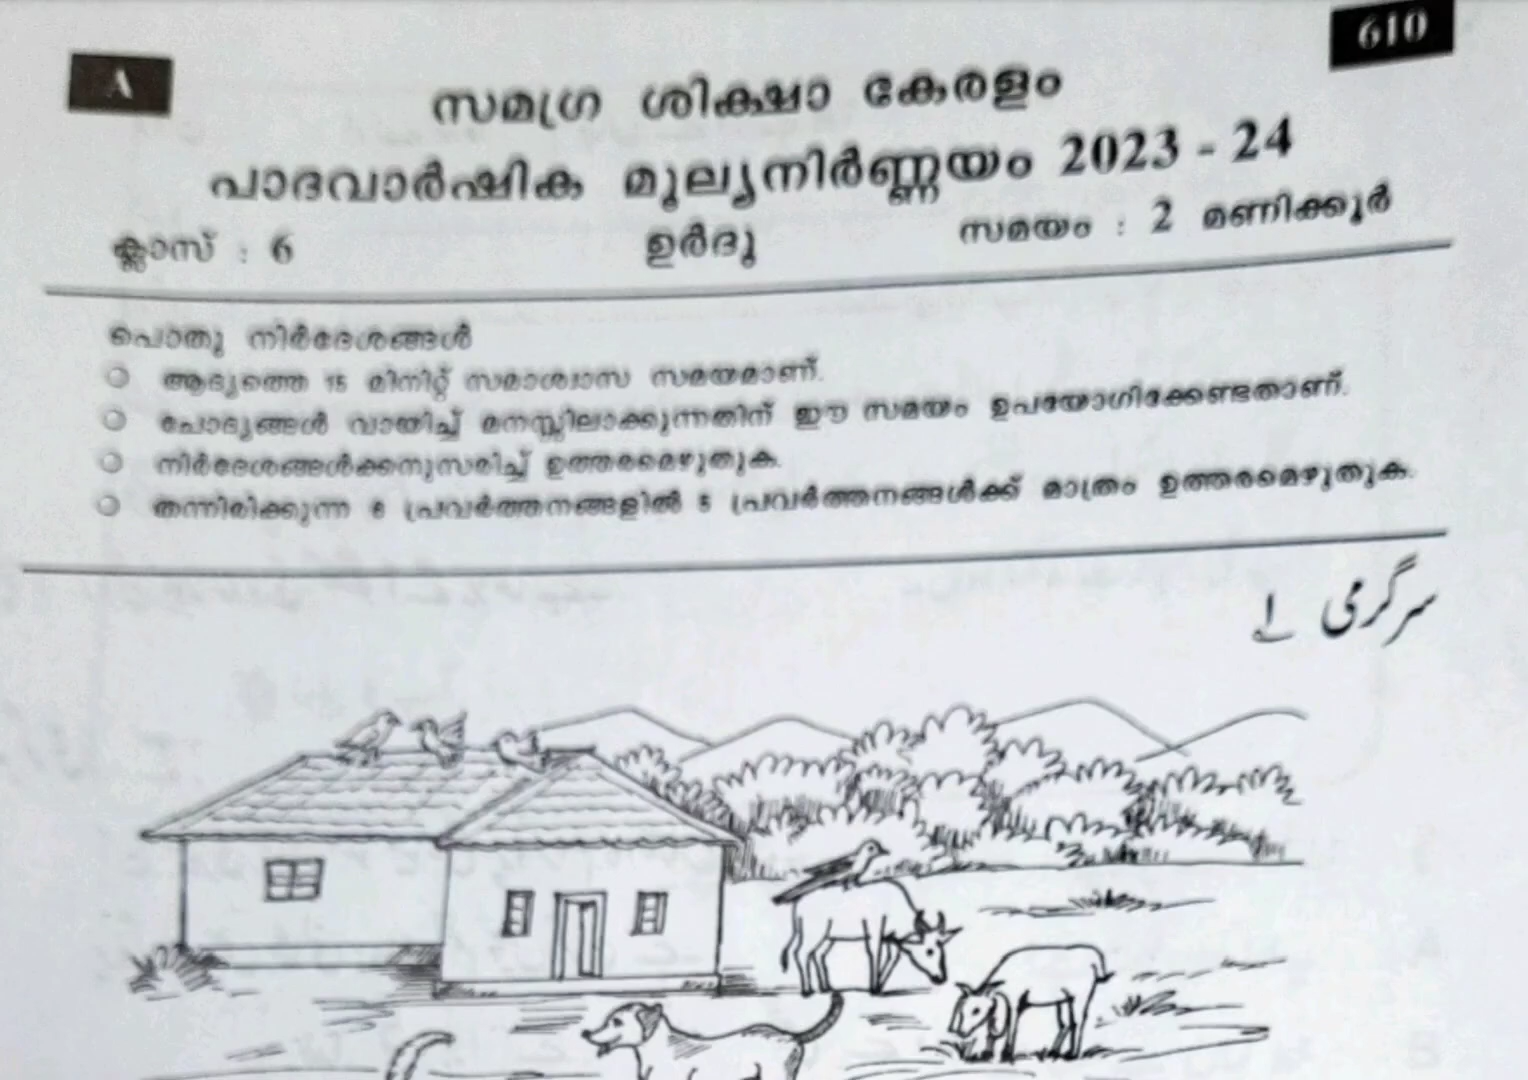 A
610
സമഗ്ര ശിക്ഷാ കേരളം
പാദവാർഷിക മൂല്യനിർണ്ണയം 2023 - 24
ക്ലാസ് : 6 ഉർദു സമയം : 2 മണിക്കൂർ
പൊതു നിർദേശങ്ങൾ
ആദ്യത്തെ 15 മിനിറ്റ് സമാശ്വാസ സമയമാണ്.
ചോദ്യങ്ങൾ വായിച്ച് മനസ്സിലാക്കുന്നതിന് ഈ സമയം ഉപയോഗിക്കേണ്ടതാണ്.
നിർദേശങ്ങൾക്കനുസരിച്ച് ഉത്തരമെഴുതുക.
തന്നിരിക്കുന്ന 6 പ്രവർത്തനങ്ങളിൽ 5 പ്രവർത്തനങ്ങൾക്ക് മാത്രം ഉത്തരമെഴുതുക.
سرگرمی ۱